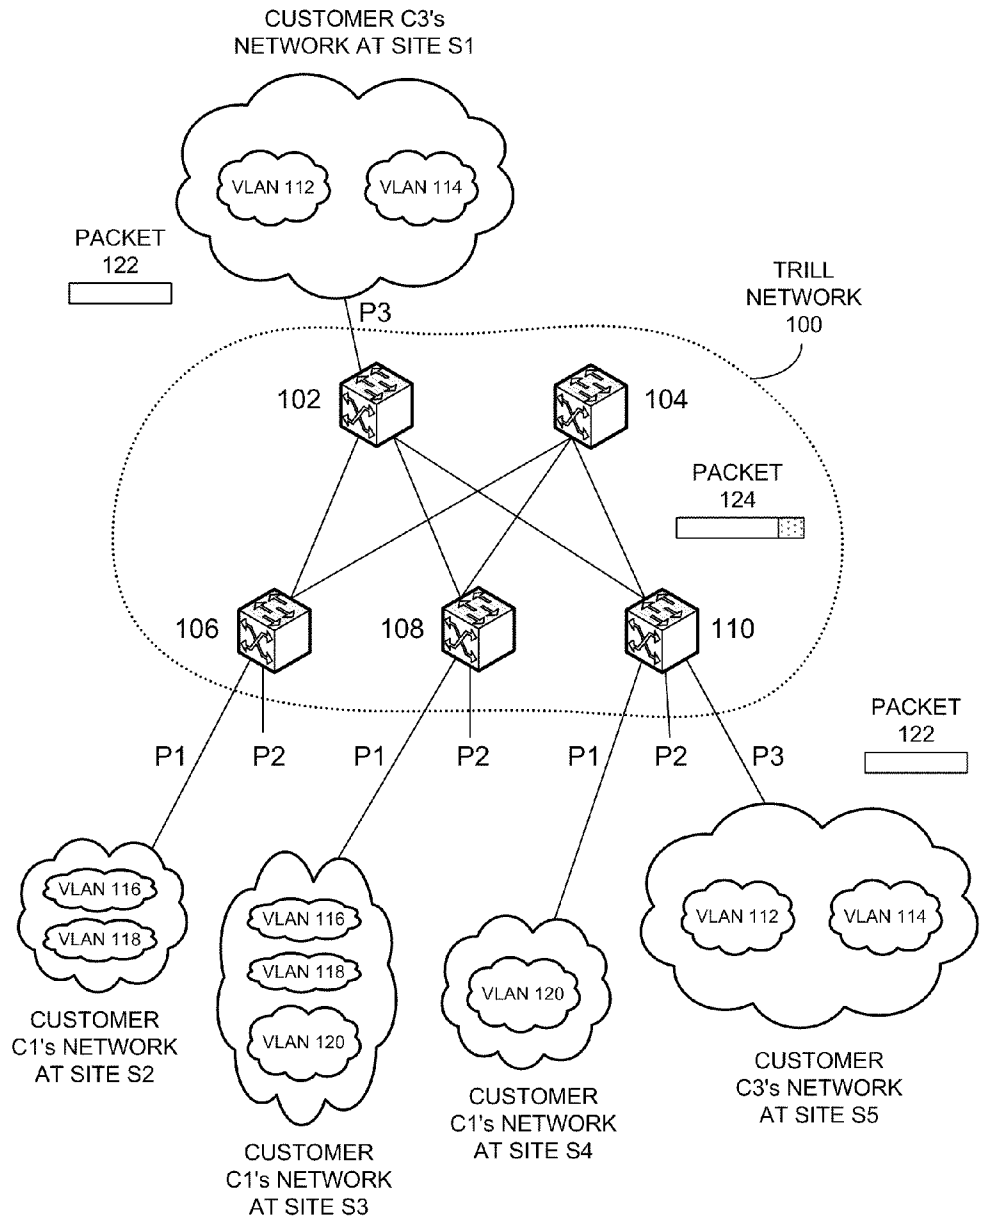 CUSTOMER C3's
NETWORK AT SITE S1
VLAN 112
VLAN 114
PACKET
122
P3
TRILL
NETWORK
100
102
104
PACKET
124
106
108
110
P1
P2
P1
P2
P1
P2
P3
PACKET
122
VLAN 116
VLAN 118
CUSTOMER
C1's NETWORK
AT SITE S2
VLAN 116
VLAN 118
VLAN 120
CUSTOMER
C1's NETWORK
AT SITE S3
VLAN 120
CUSTOMER
C1's NETWORK
AT SITE S4
VLAN 112
VLAN 114
CUSTOMER
C3's NETWORK
AT SITE S5